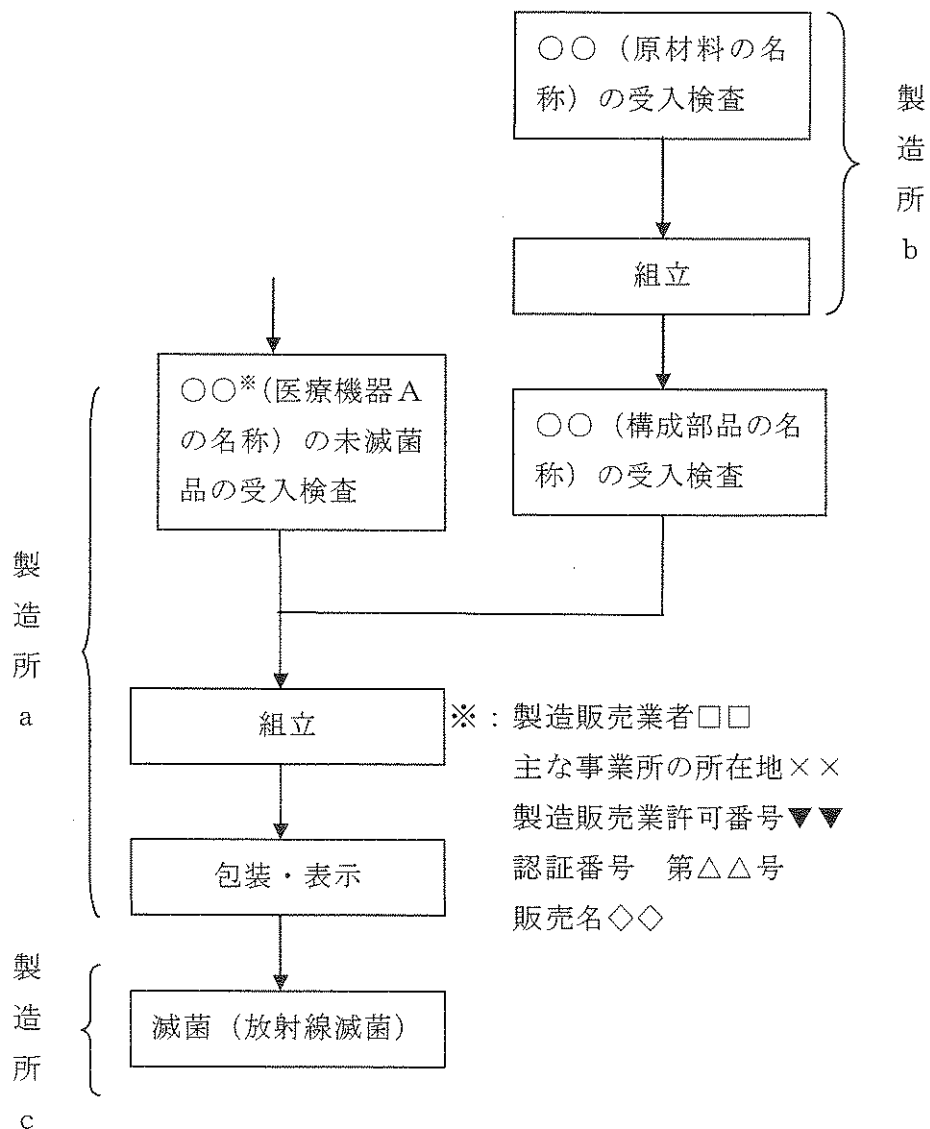 ○○（原材料の名
称）の受入検査
製造所b
組立
○○※(医療機器A
の名称）の未滅菌
品の受入検査
○○（構成部品の名
称）の受入検査
製造所a
組立
※：製造販売業者□□
主な事業所の所在地××
製造販売業許可番号▼▼
認証番号　第△△号
販売名◇◇
包装・表示
製造所c
滅菌（放射線滅菌）